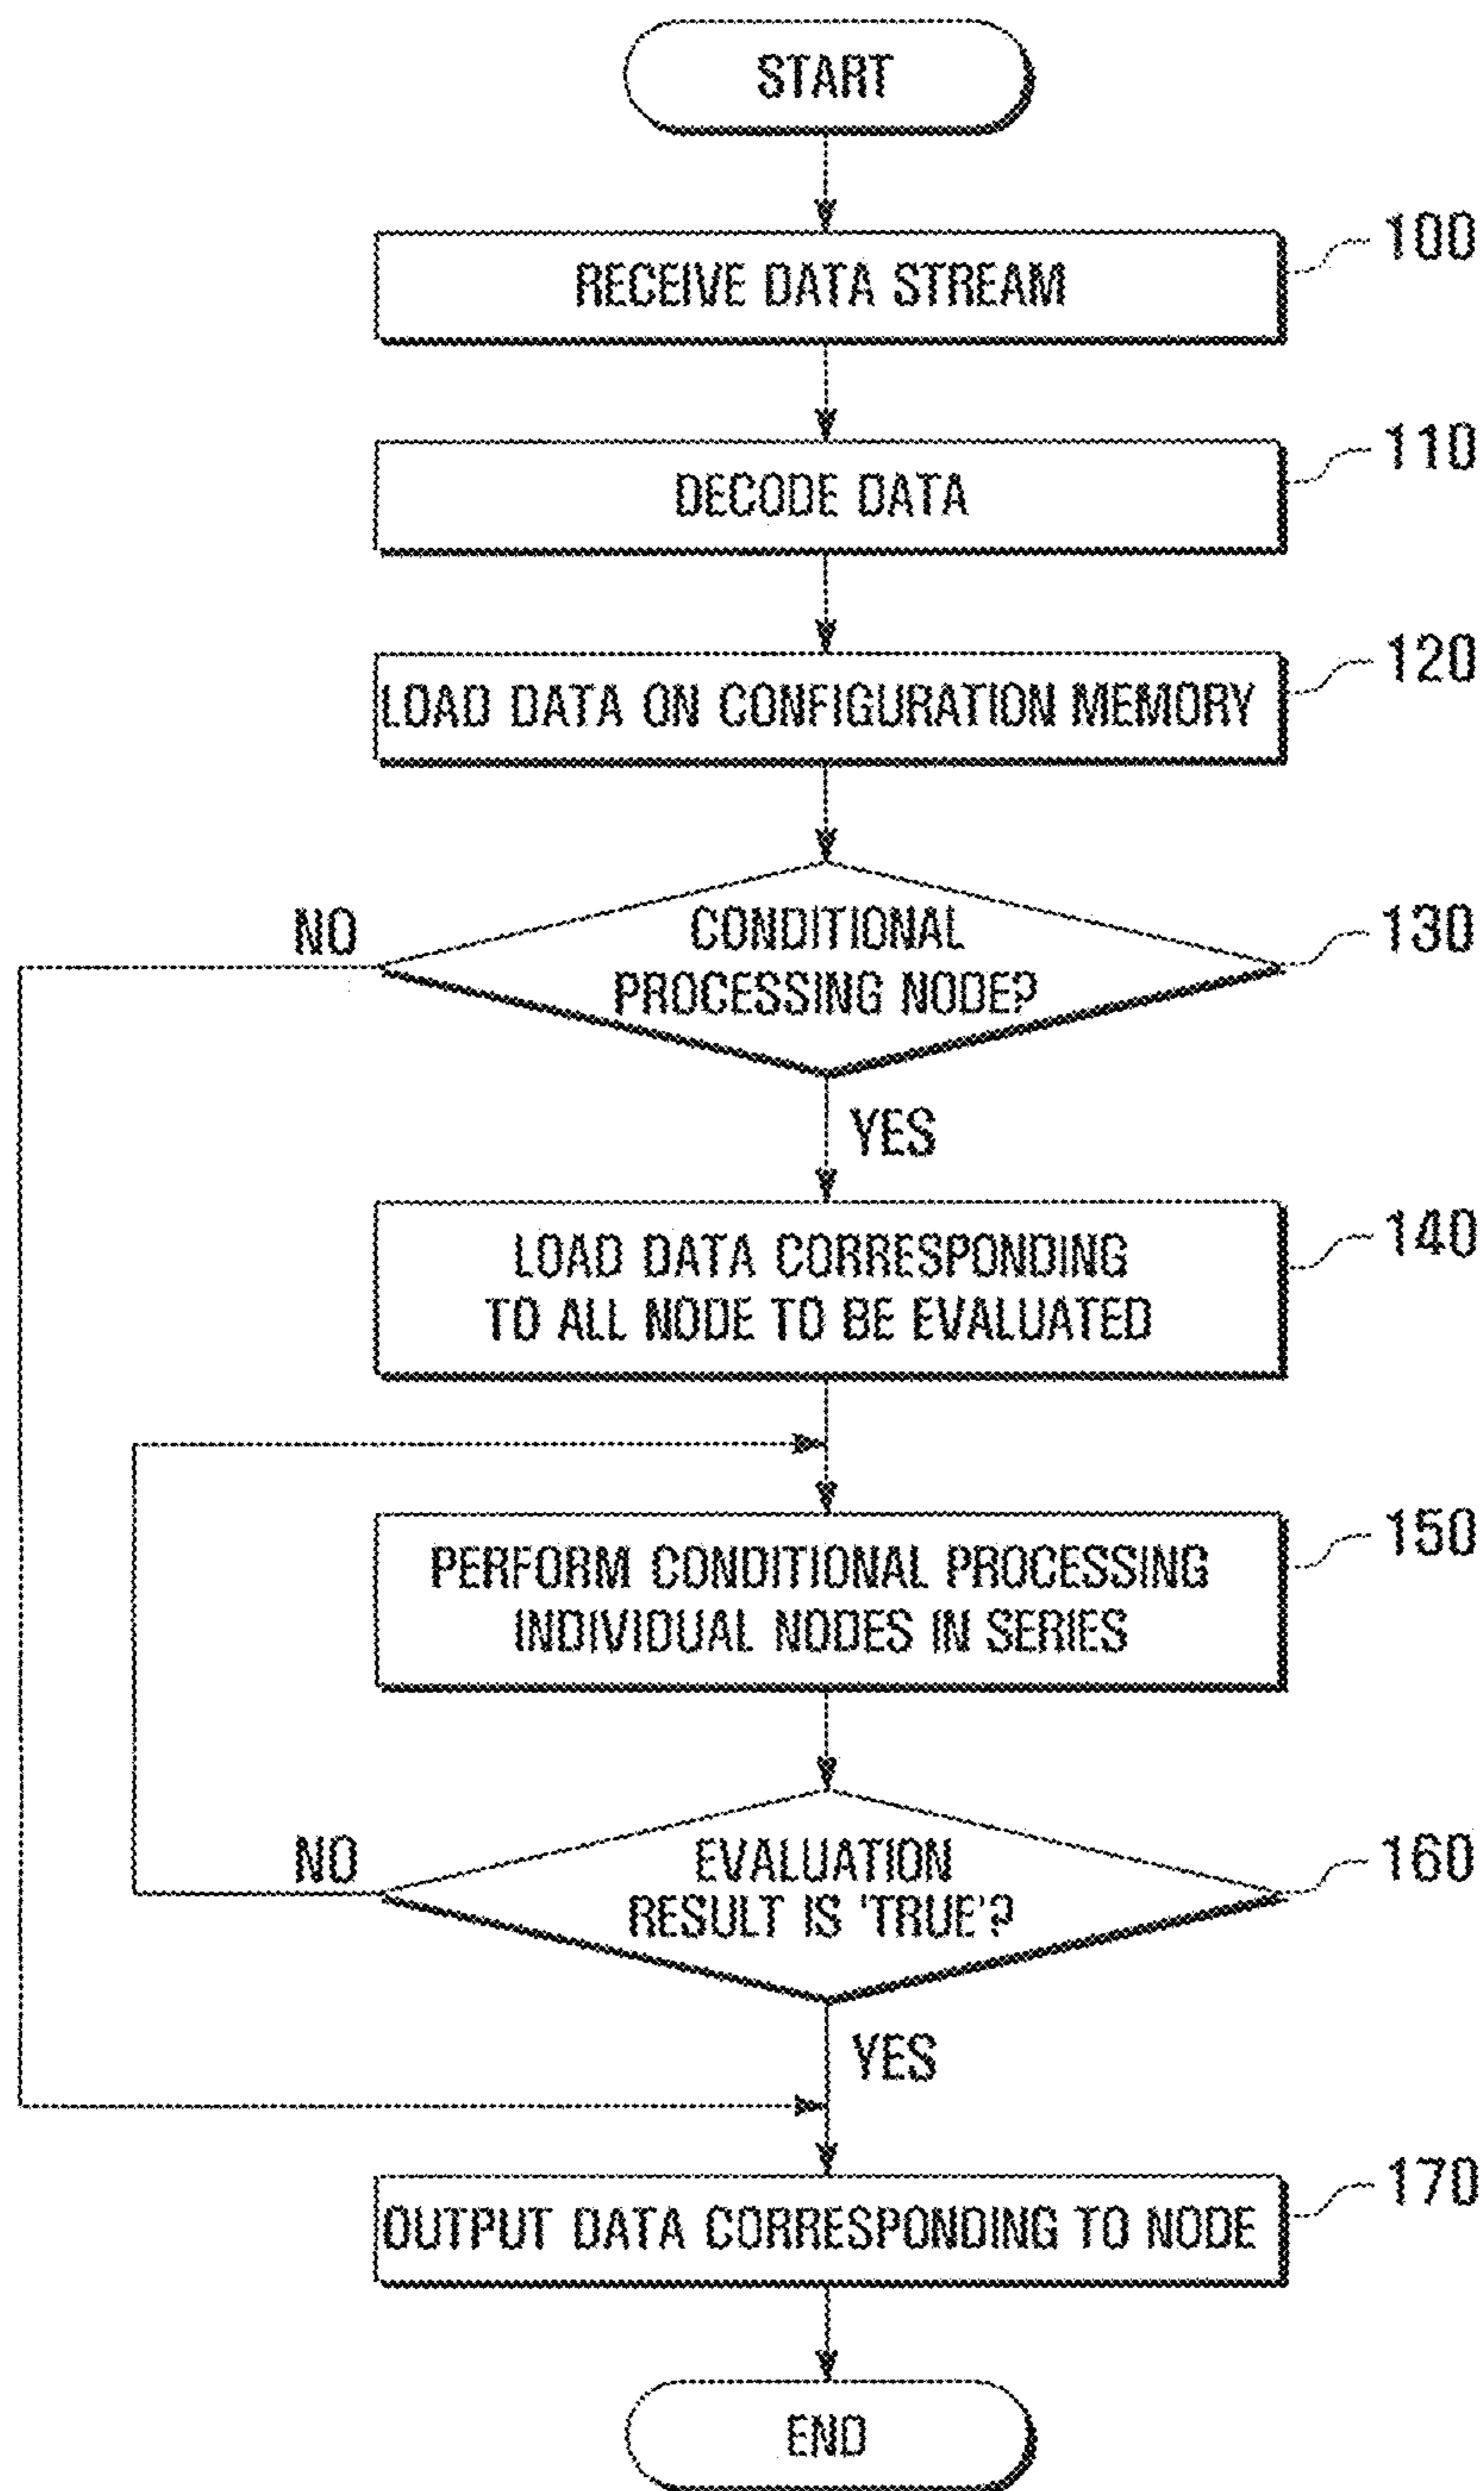 START
RECEIVE DATA STREAM
100
DECODE DATA
110
LOAD DATA ON CONFIGURATION MEMORY
120
CONDITIONAL
PROCESSING NODE?
130
NO
YES
LOAD DATA CORRESPONDING
TO ALL NODE TO BE EVALUATED
140
PERFORM CONDITIONAL PROCESSING
INDIVIDUAL NODES IN SERIES
150
EVALUATION
RESULT IS 'TRUE'?
160
NO
YES
OUTPUT DATA CORRESPONDING TO NODE
170
END